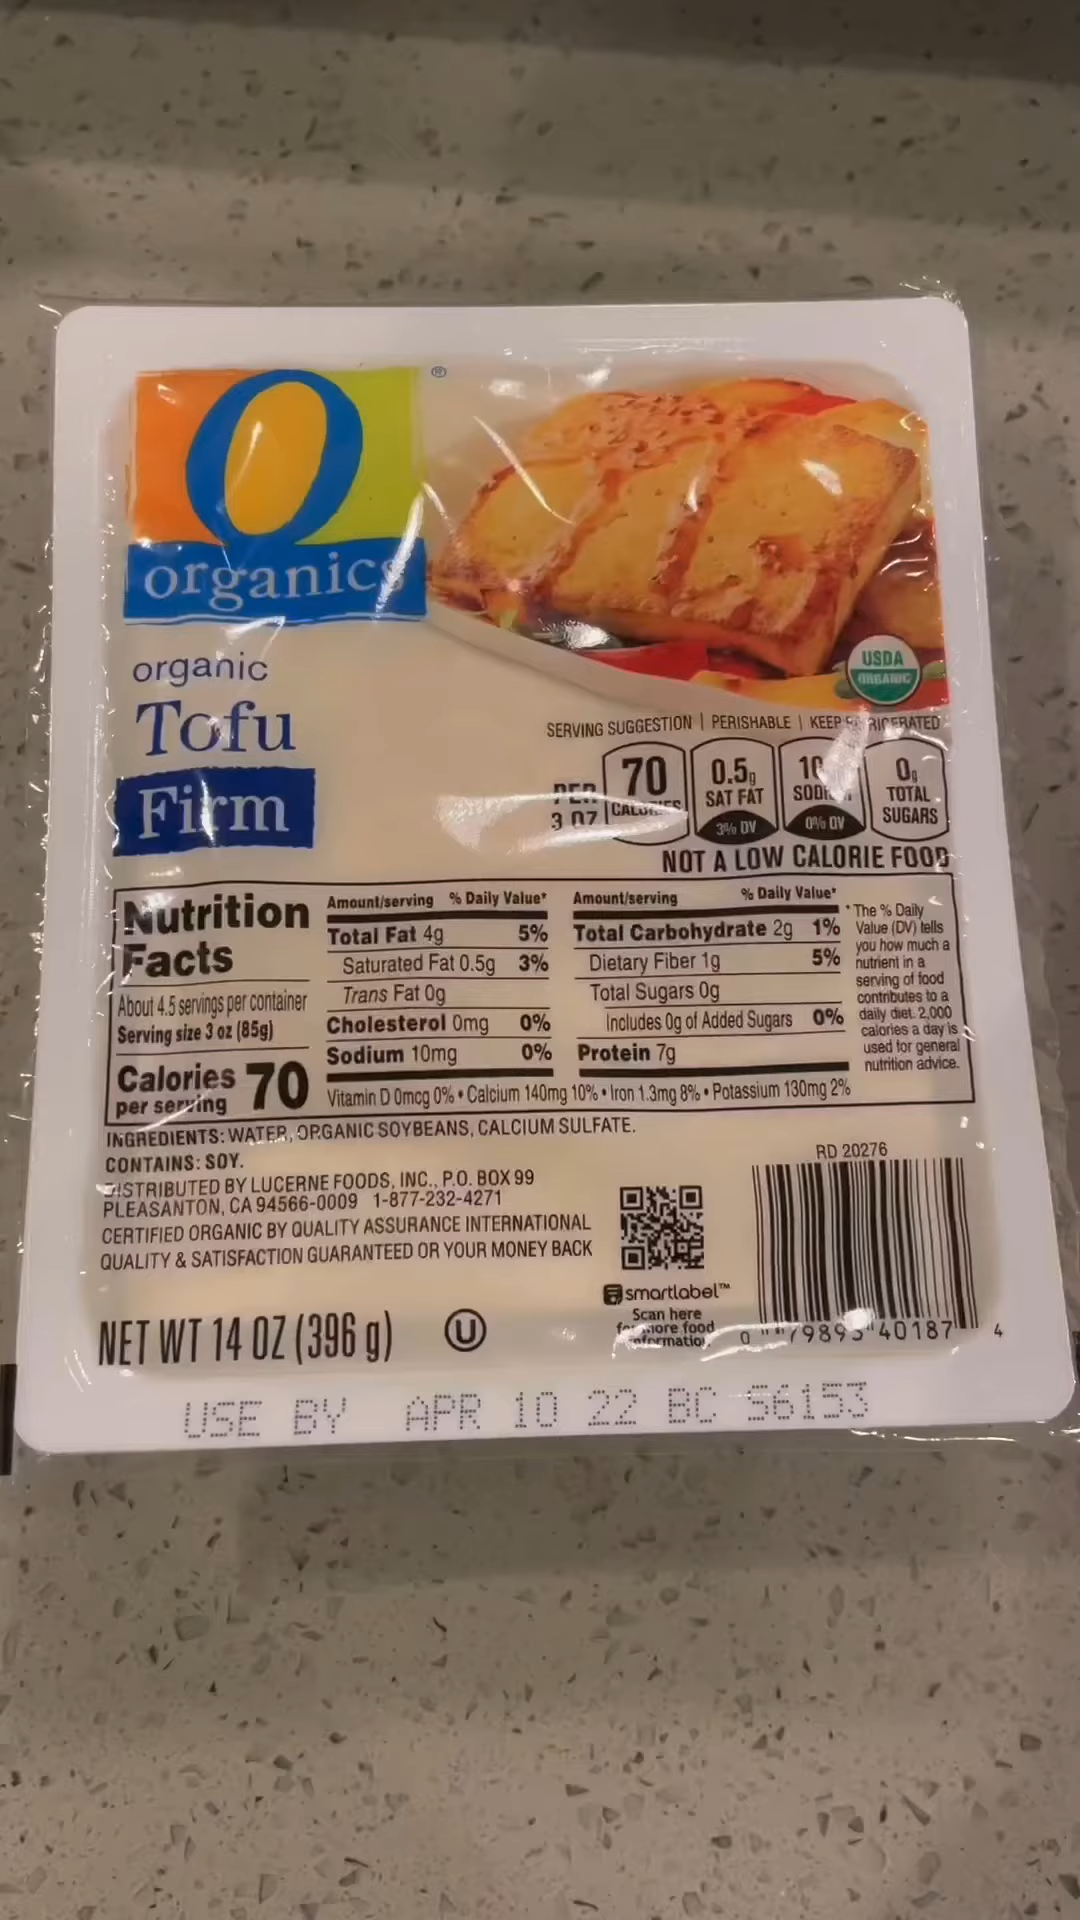 O
organics®
organic
Tofu
Firm
USDA
ORGANIC
SERVING SUGGESTION | PERISHABLE | KEEP
PER
3 OZ
70
CALORIES
0.5g
SAT FAT
3% DV
10
0% DV
0g
TOTAL
SUGARS
NOT A LOW CALORIE FOOD
Nutrition
Facts
About 4.5 servings per container
Serving size 3 oz (85g)
Calories 70
per serving
Amount/serving % Daily Value*
Total Fat 4g 5%
Saturated Fat 0.5g 3%
Trans Fat 0g
Cholesterol 0mg 0%
Sodium 10mg 0%
Amount/serving % Daily Value*
Total Carbohydrate 2g 1%
Dietary Fiber 1g 5%
Total Sugars 0g
Includes 0g of Added Sugars 0%
Protein 7g
Vitamin D 0mcg 0% • Calcium 140mg 10% • Iron 1.3mg 8% • Potassium 130mg 2%
*The % Daily
Value (DV) tells
you how much a
nutrient in a
serving of food
contributes to a
daily diet. 2,000
calories a day is
used for general
nutrition advice.
INGREDIENTS: WATER, ORGANIC SOYBEANS, CALCIUM SULFATE.
CONTAINS: SOY.
DISTRIBUTED BY LUCERNE FOODS, INC., P.O. BOX 99
PLEASANTON, CA 94566-0009 1-877-232-4271
CERTIFIED ORGANIC BY QUALITY ASSURANCE INTERNATIONAL
QUALITY & SATISFACTION GUARANTEED OR YOUR MONEY BACK
NET WT 14 OZ (396 g)
U
smartlabel™
Scan here
for more food
information.
RD 20276
0 40187 4
USE BY APR 10 22 BC S6153